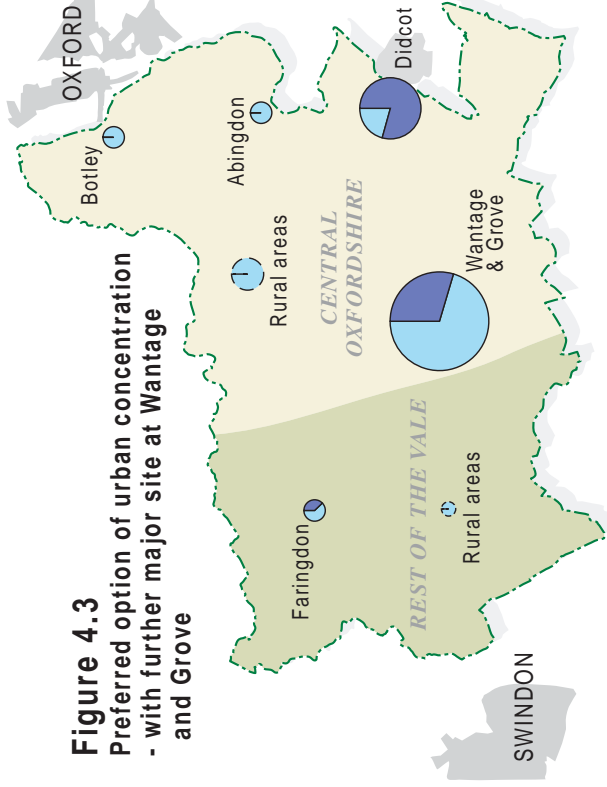 Figure 4.3
Preferred option of urban concentration
- with further major site at Wantage
and Grove
OXFORD
Botley
Abingdon
Rural areas
Didcot
CENTRAL
OXFORDSHIRE
Wantage
& Grove
Faringdon
REST OF THE VALE
Rural areas
SWINDON